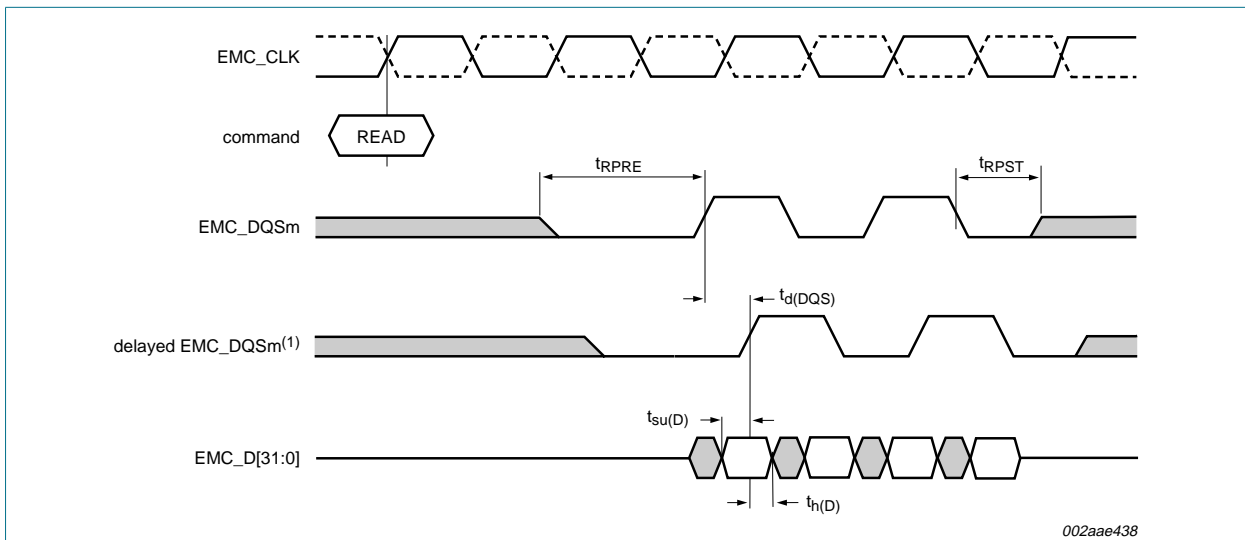 EMC_CLK
command
READ
tRPRE
tRPST
EMC_DQSm
td(DQS)
delayed EMC_DQSm(1)
tsu(D)
EMC_D[31:0]
th(D)
002aae438